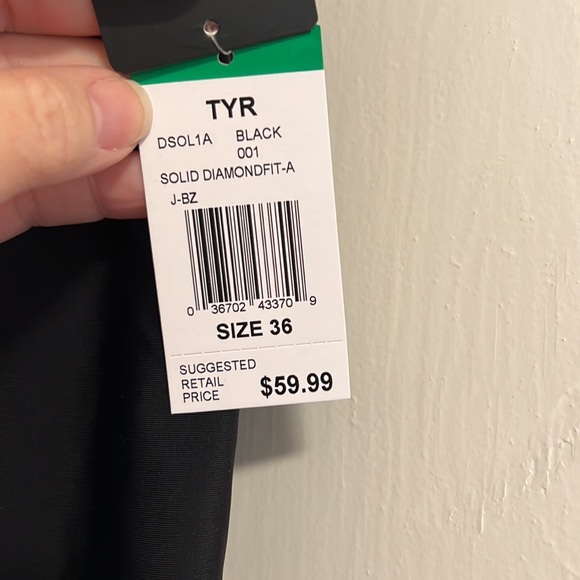 TYR
DSOL1A BLACK
001
SOLID DIAMONDFIT-A
J-BZ
0 36702 43370 9
SIZE 36
SUGGESTED
RETAIL
PRICE $59.99